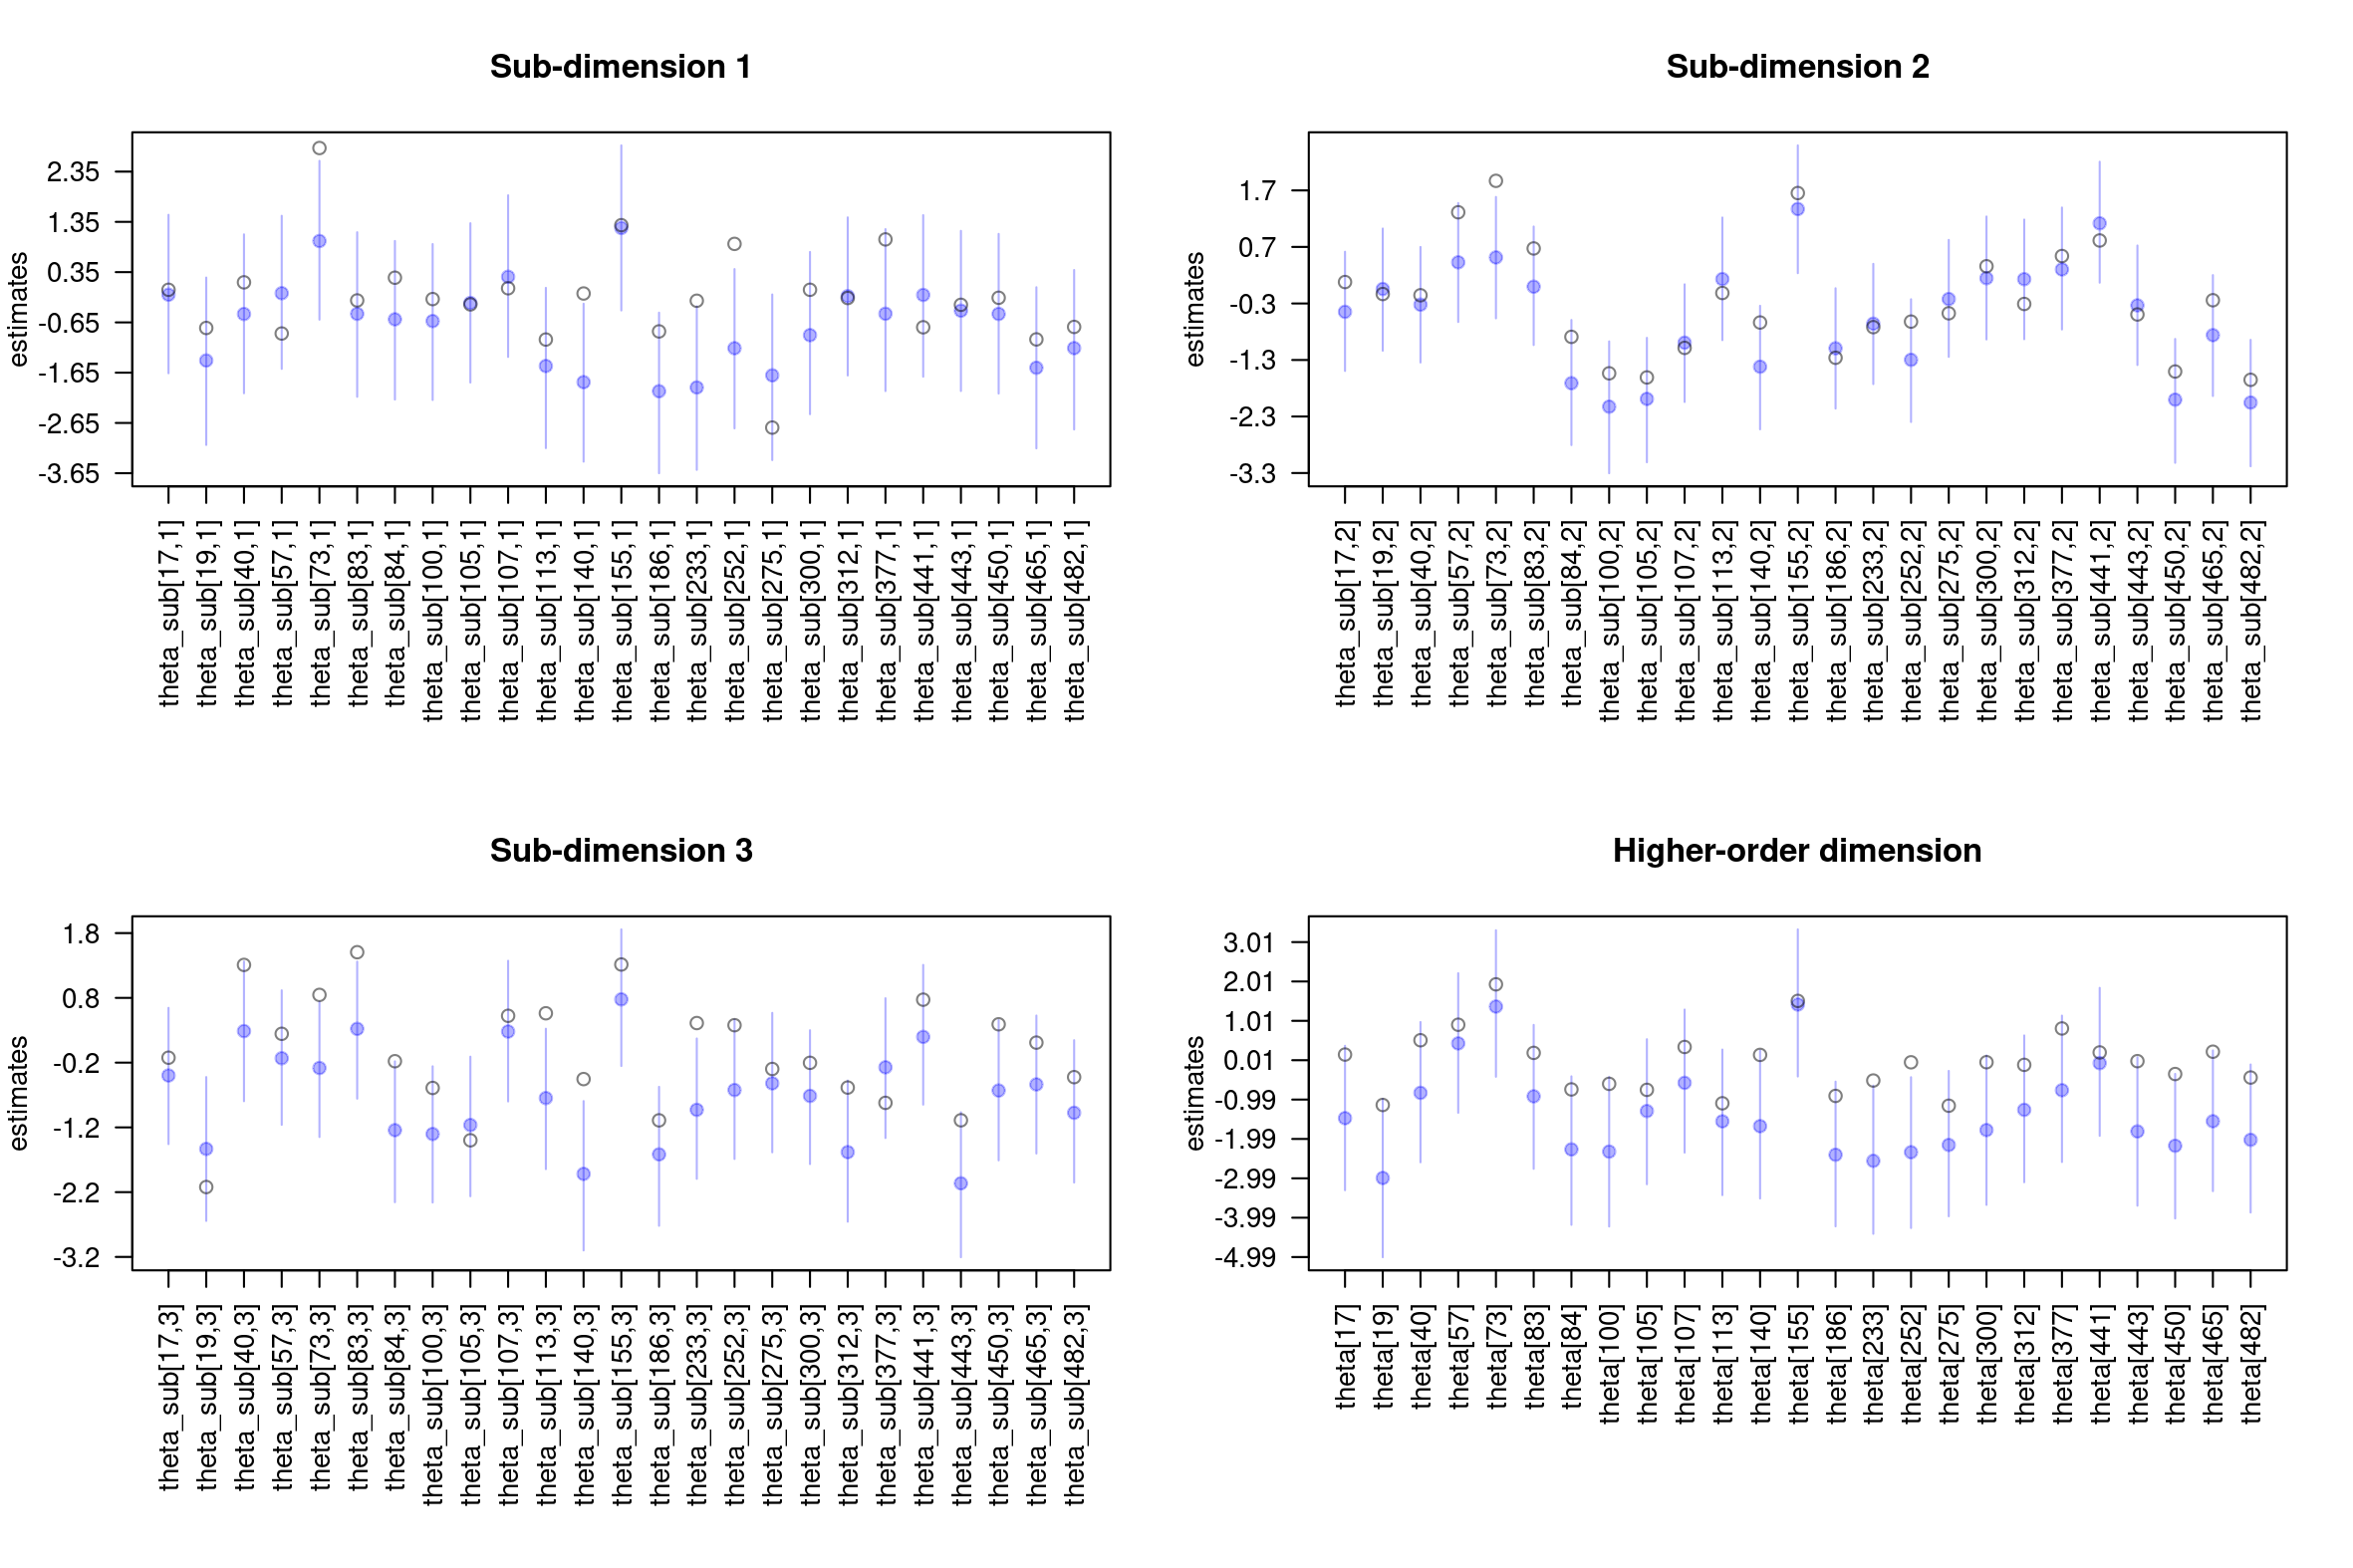 Sub-dimension 1
estimates
2.35
1.35
0.35
-0.65
-1.65
-2.65
-3.65
theta_sub[17,1]
theta_sub[19,1]
theta_sub[40,1]
theta_sub[57,1]
theta_sub[73,1]
theta_sub[83,1]
theta_sub[84,1]
theta_sub[100,1]
theta_sub[105,1]
theta_sub[107,1]
theta_sub[113,1]
theta_sub[140,1]
theta_sub[155,1]
theta_sub[186,1]
theta_sub[233,1]
theta_sub[252,1]
theta_sub[275,1]
theta_sub[300,1]
theta_sub[312,1]
theta_sub[377,1]
theta_sub[441,1]
theta_sub[443,1]
theta_sub[450,1]
theta_sub[465,1]
theta_sub[482,1]
Sub-dimension 2
estimates
1.7
0.7
-0.3
-1.3
-2.3
-3.3
theta_sub[17,2]
theta_sub[19,2]
theta_sub[40,2]
theta_sub[57,2]
theta_sub[73,2]
theta_sub[83,2]
theta_sub[84,2]
theta_sub[100,2]
theta_sub[105,2]
theta_sub[107,2]
theta_sub[113,2]
theta_sub[140,2]
theta_sub[155,2]
theta_sub[186,2]
theta_sub[233,2]
theta_sub[252,2]
theta_sub[275,2]
theta_sub[300,2]
theta_sub[312,2]
theta_sub[377,2]
theta_sub[441,2]
theta_sub[443,2]
theta_sub[450,2]
theta_sub[465,2]
theta_sub[482,2]
Sub-dimension 3
estimates
1.8
0.8
-0.2
-1.2
-2.2
-3.2
theta_sub[17,3]
theta_sub[19,3]
theta_sub[40,3]
theta_sub[57,3]
theta_sub[73,3]
theta_sub[83,3]
theta_sub[84,3]
theta_sub[100,3]
theta_sub[105,3]
theta_sub[107,3]
theta_sub[113,3]
theta_sub[140,3]
theta_sub[155,3]
theta_sub[186,3]
theta_sub[233,3]
theta_sub[252,3]
theta_sub[275,3]
theta_sub[300,3]
theta_sub[312,3]
theta_sub[377,3]
theta_sub[441,3]
theta_sub[443,3]
theta_sub[450,3]
theta_sub[465,3]
theta_sub[482,3]
Higher-order dimension
estimates
3.01
2.01
1.01
0.01
-0.99
-1.99
-2.99
-3.99
-4.99
theta[17]
theta[19]
theta[40]
theta[57]
theta[73]
theta[83]
theta[84]
theta[100]
theta[105]
theta[107]
theta[113]
theta[140]
theta[155]
theta[186]
theta[233]
theta[252]
theta[275]
theta[300]
theta[312]
theta[377]
theta[441]
theta[443]
theta[450]
theta[465]
theta[482]